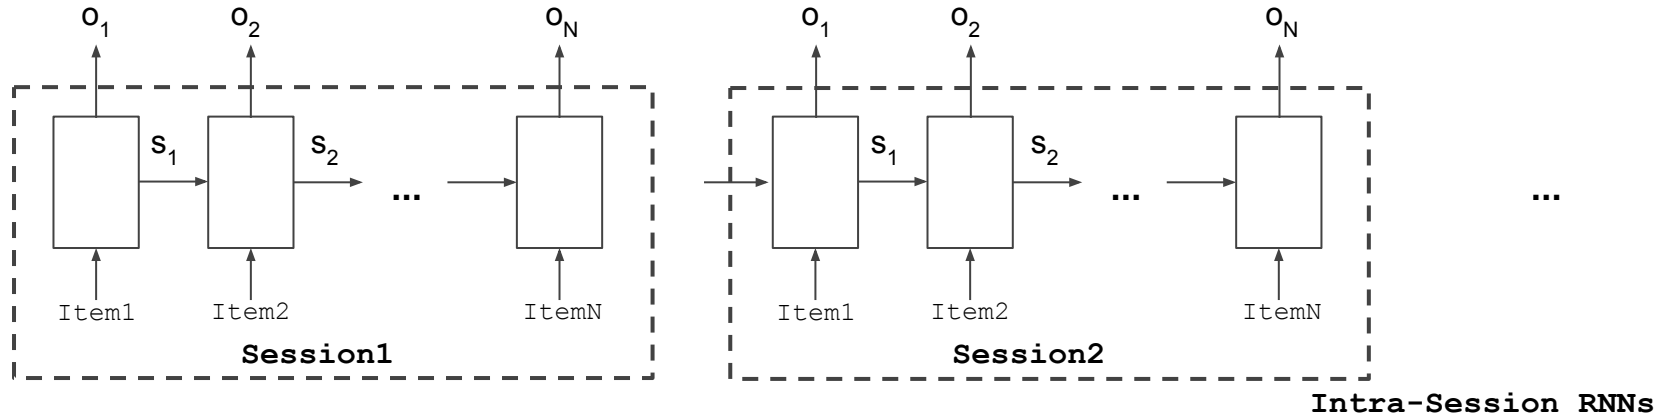 O1 O2 ON O1 O2 ON
S1 S2 S1 S2
... ... ...
Item1 Item2 ItemN Item1 Item2 ItemN
Session1 Session2
Intra-Session RNNs